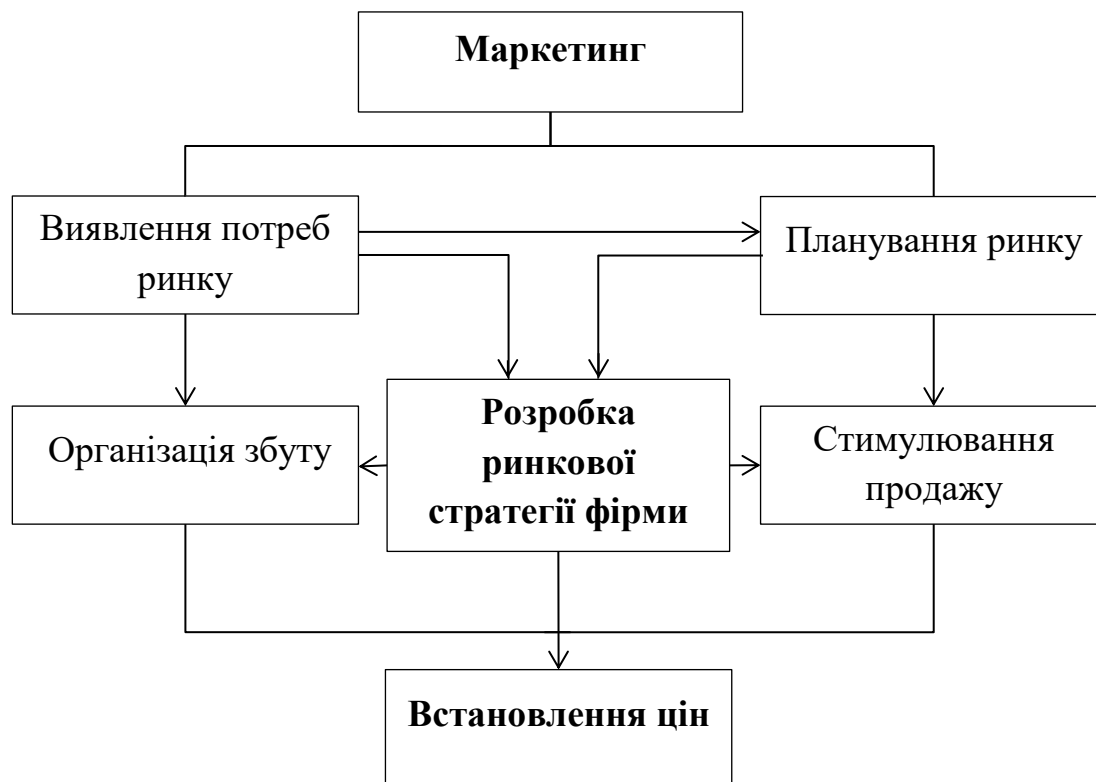 Маркетинг
Виявлення потреб
ринку
Планування ринку
Організація збуту
Розробка
ринкової
стратегії фірми
Стимулювання
продажу
Встановлення цін